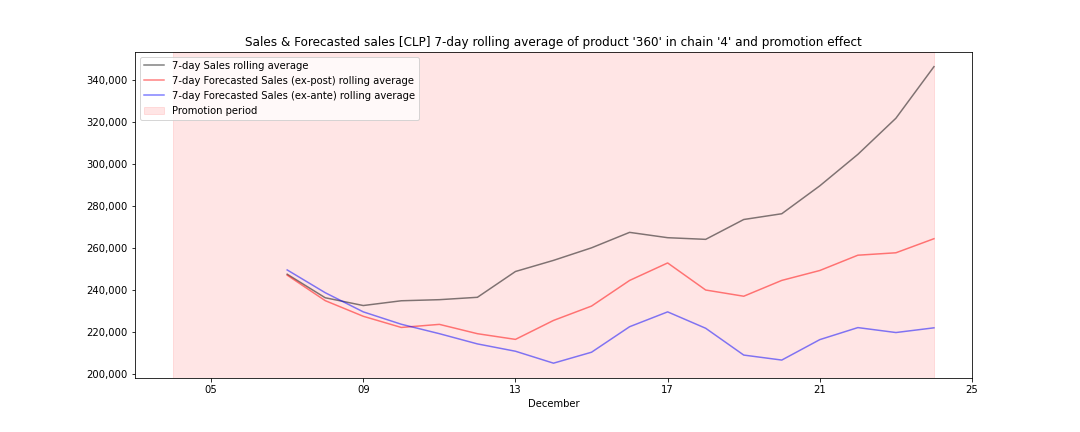 Sales & Forecasted sales [CLP] 7-day rolling average of product '360' in chain '4' and promotion effect
7-day Sales rolling average
7-day Forecasted Sales (ex-post) rolling average
7-day Forecasted Sales (ex-ante) rolling average
Promotion period
340,000
320,000
300,000
280,000
260,000
240,000
220,000
200,000
05
09
13
17
21
25
December